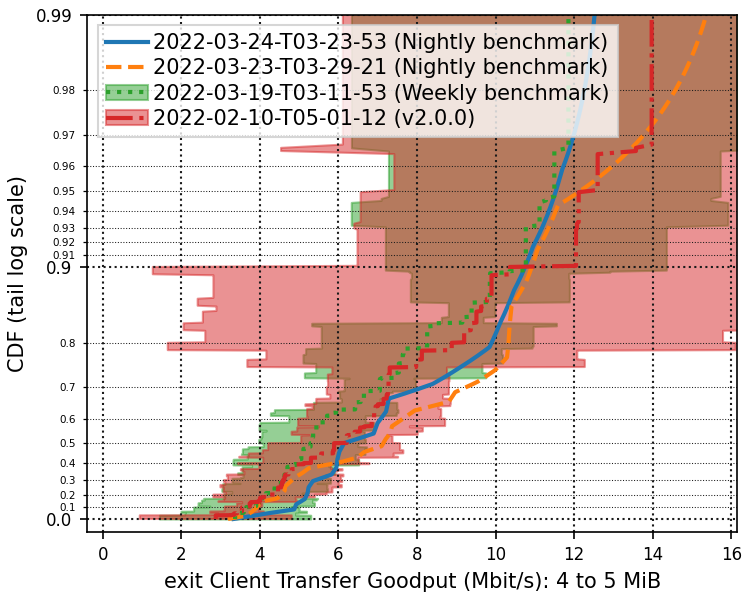 0.99
2022-03-24-T03-23-53 (Nightly benchmark)
2022-03-23-T03-29-21 (Nightly benchmark)
2022-03-19-T03-11-53 (Weekly benchmark)
2022-02-10-T05-01-12 (v2.0.0)
0.98
0.97
0.96
0.95
0.94
0.93
0.92
0.91
0.9
0.8
0.7
0.6
0.5
0.4
0.3
0.2
0.1
0.0
CDF (tail log scale)
0 2 4 6 8 10 12 14 16
exit Client Transfer Goodput (Mbit/s): 4 to 5 MiB